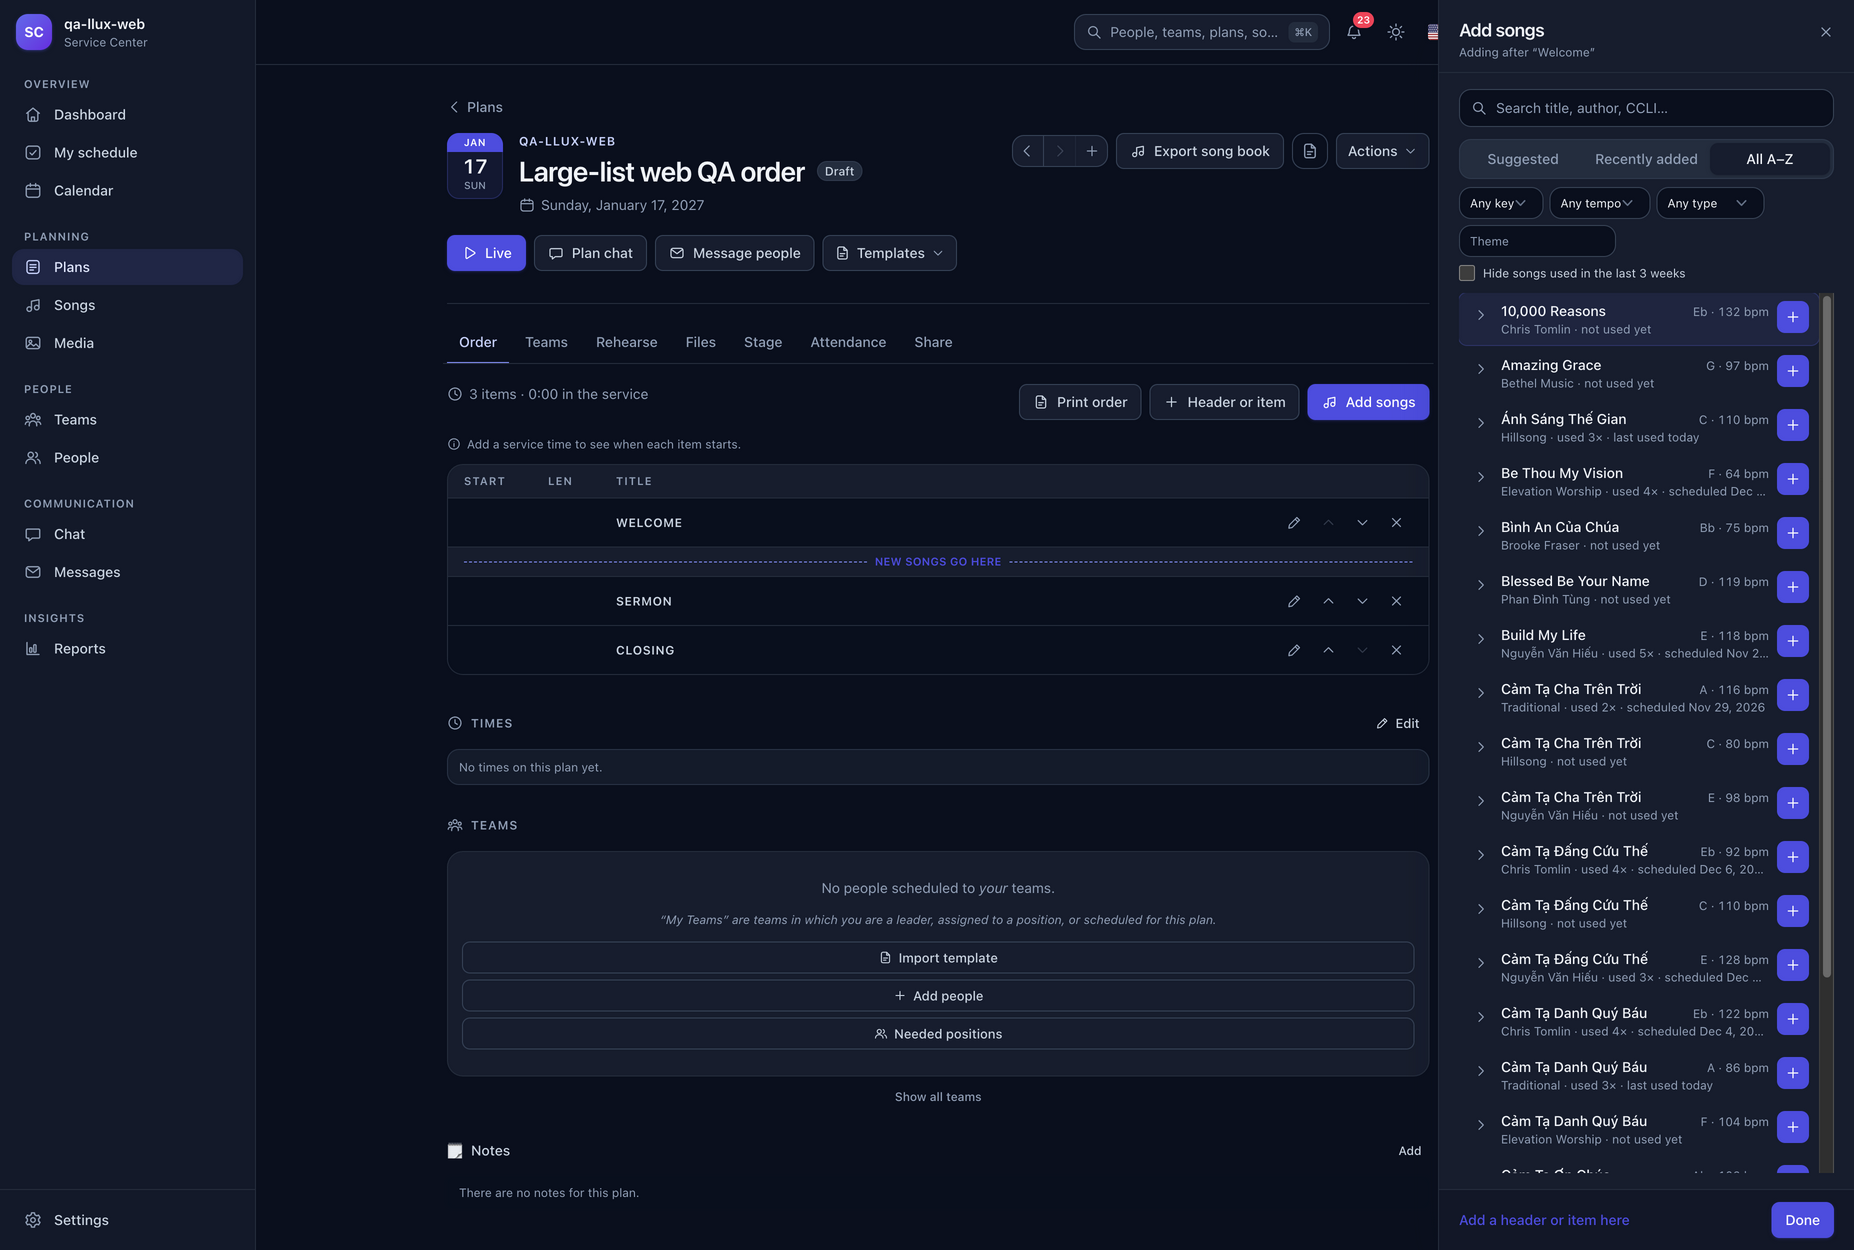 SC
qa-llux-web
Service Center
OVERVIEW
Dashboard
My schedule
Calendar
PLANNING
Plans
Songs
Media
PEOPLE
Teams
People
COMMUNICATION
Chat
Messages
INSIGHTS
Reports
Settings
People, teams, plans, so... ⌘K
23
Plans
JAN
17
SUN
QA-LLUX-WEB
Large-list web QA order Draft
Sunday, January 17, 2027
Export song book
Actions
Live
Plan chat
Message people
Templates
Order Teams Rehearse Files Stage Attendance Share
3 items · 0:00 in the service
Print order
Header or item
Add songs
Add a service time to see when each item starts.
START LEN TITLE
WELCOME
NEW SONGS GO HERE
SERMON
CLOSING
TIMES
Edit
No times on this plan yet.
TEAMS
No people scheduled to your teams.
“My Teams” are teams in which you are a leader, assigned to a position, or scheduled for this plan.
Import template
Add people
Needed positions
Show all teams
Notes
Add
There are no notes for this plan.
Add songs
Adding after “Welcome”
Search title, author, CCLI...
Suggested Recently added All A–Z
Any key Any tempo Any type
Theme
Hide songs used in the last 3 weeks
10,000 Reasons Eb · 132 bpm
Chris Tomlin · not used yet
Amazing Grace G · 97 bpm
Bethel Music · not used yet
Ánh Sáng Thế Gian C · 110 bpm
Hillsong · used 3× · last used today
Be Thou My Vision F · 64 bpm
Elevation Worship · used 4× · scheduled Dec ...
Bình An Của Chúa Bb · 75 bpm
Brooke Fraser · not used yet
Blessed Be Your Name D · 119 bpm
Phan Đình Tùng · not used yet
Build My Life E · 118 bpm
Nguyễn Văn Hiếu · used 5× · scheduled Nov 2...
Cảm Tạ Cha Trên Trời A · 116 bpm
Traditional · used 2× · scheduled Nov 29, 2026
Cảm Tạ Cha Trên Trời C · 80 bpm
Hillsong · not used yet
Cảm Tạ Cha Trên Trời E · 98 bpm
Nguyễn Văn Hiếu · not used yet
Cảm Tạ Đấng Cứu Thế Eb · 92 bpm
Chris Tomlin · used 4× · scheduled Dec 6, 20...
Cảm Tạ Đấng Cứu Thế C · 110 bpm
Hillsong · not used yet
Cảm Tạ Đấng Cứu Thế E · 128 bpm
Nguyễn Văn Hiếu · used 3× · scheduled Dec ...
Cảm Tạ Danh Quý Báu Eb · 122 bpm
Chris Tomlin · used 4× · scheduled Dec 4, 20...
Cảm Tạ Danh Quý Báu A · 86 bpm
Traditional · used 3× · last used today
Cảm Tạ Danh Quý Báu F · 104 bpm
Elevation Worship · not used yet
Add a header or item here
Done